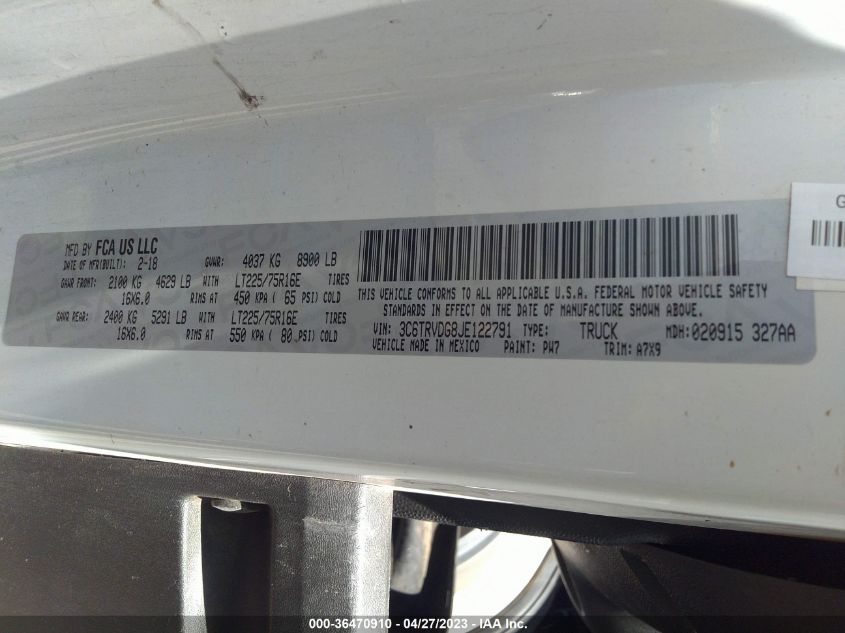 MFD BY FCA US LLC
DATE OF MFR(BUILT): 2-18 GVWR: 4037 KG 8900 LB
GAWR FRONT: 2100 KG 4629 LB WITH LT225/75R16E TIRES
16X6.0 RIMS AT 450 KPA ( 65 PSI) COLD
GAWR REAR: 2400 KG 5291 LB WITH LT225/75R16E TIRES
16X6.0 RIMS AT 550 KPA ( 80 PSI) COLD
THIS VEHICLE CONFORMS TO ALL APPLICABLE U.S.A. FEDERAL MOTOR VEHICLE SAFETY
STANDARDS IN EFFECT ON THE DATE OF MANUFACTURE SHOWN ABOVE.
VIN: 3C6TRVDG8JE122791 TYPE: TRUCK MDH: 020915 327AA
VEHICLE MADE IN MEXICO PAINT: PW7 TRIM: A7X9
G
000-36470910 - 04/27/2023 - IAA Inc.